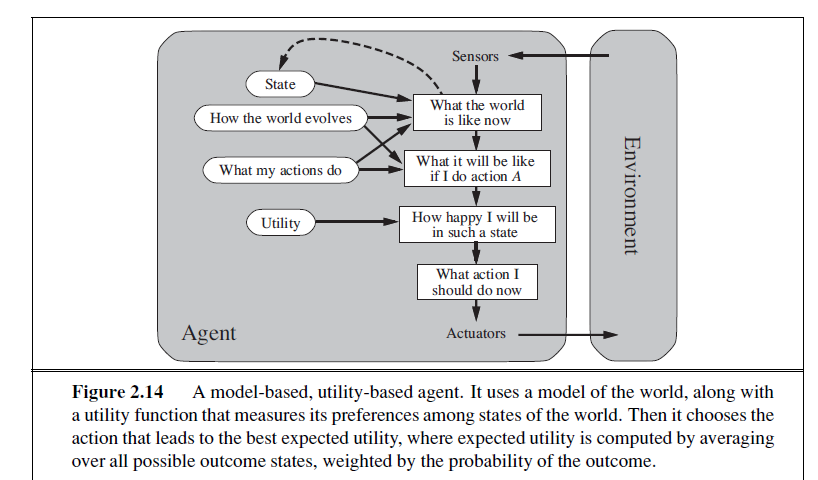 Sensors
State
What the world
is like now
How the world evolves
What it will be like
if I do action A
What my actions do
How happy I will be
in such a state
Utility
What action I
should do now
Agent
Actuators
Environment
Figure 2.14 A model-based, utility-based agent. It uses a model of the world, along with
a utility function that measures its preferences among states of the world. Then it chooses the
action that leads to the best expected utility, where expected utility is computed by averaging
over all possible outcome states, weighted by the probability of the outcome.